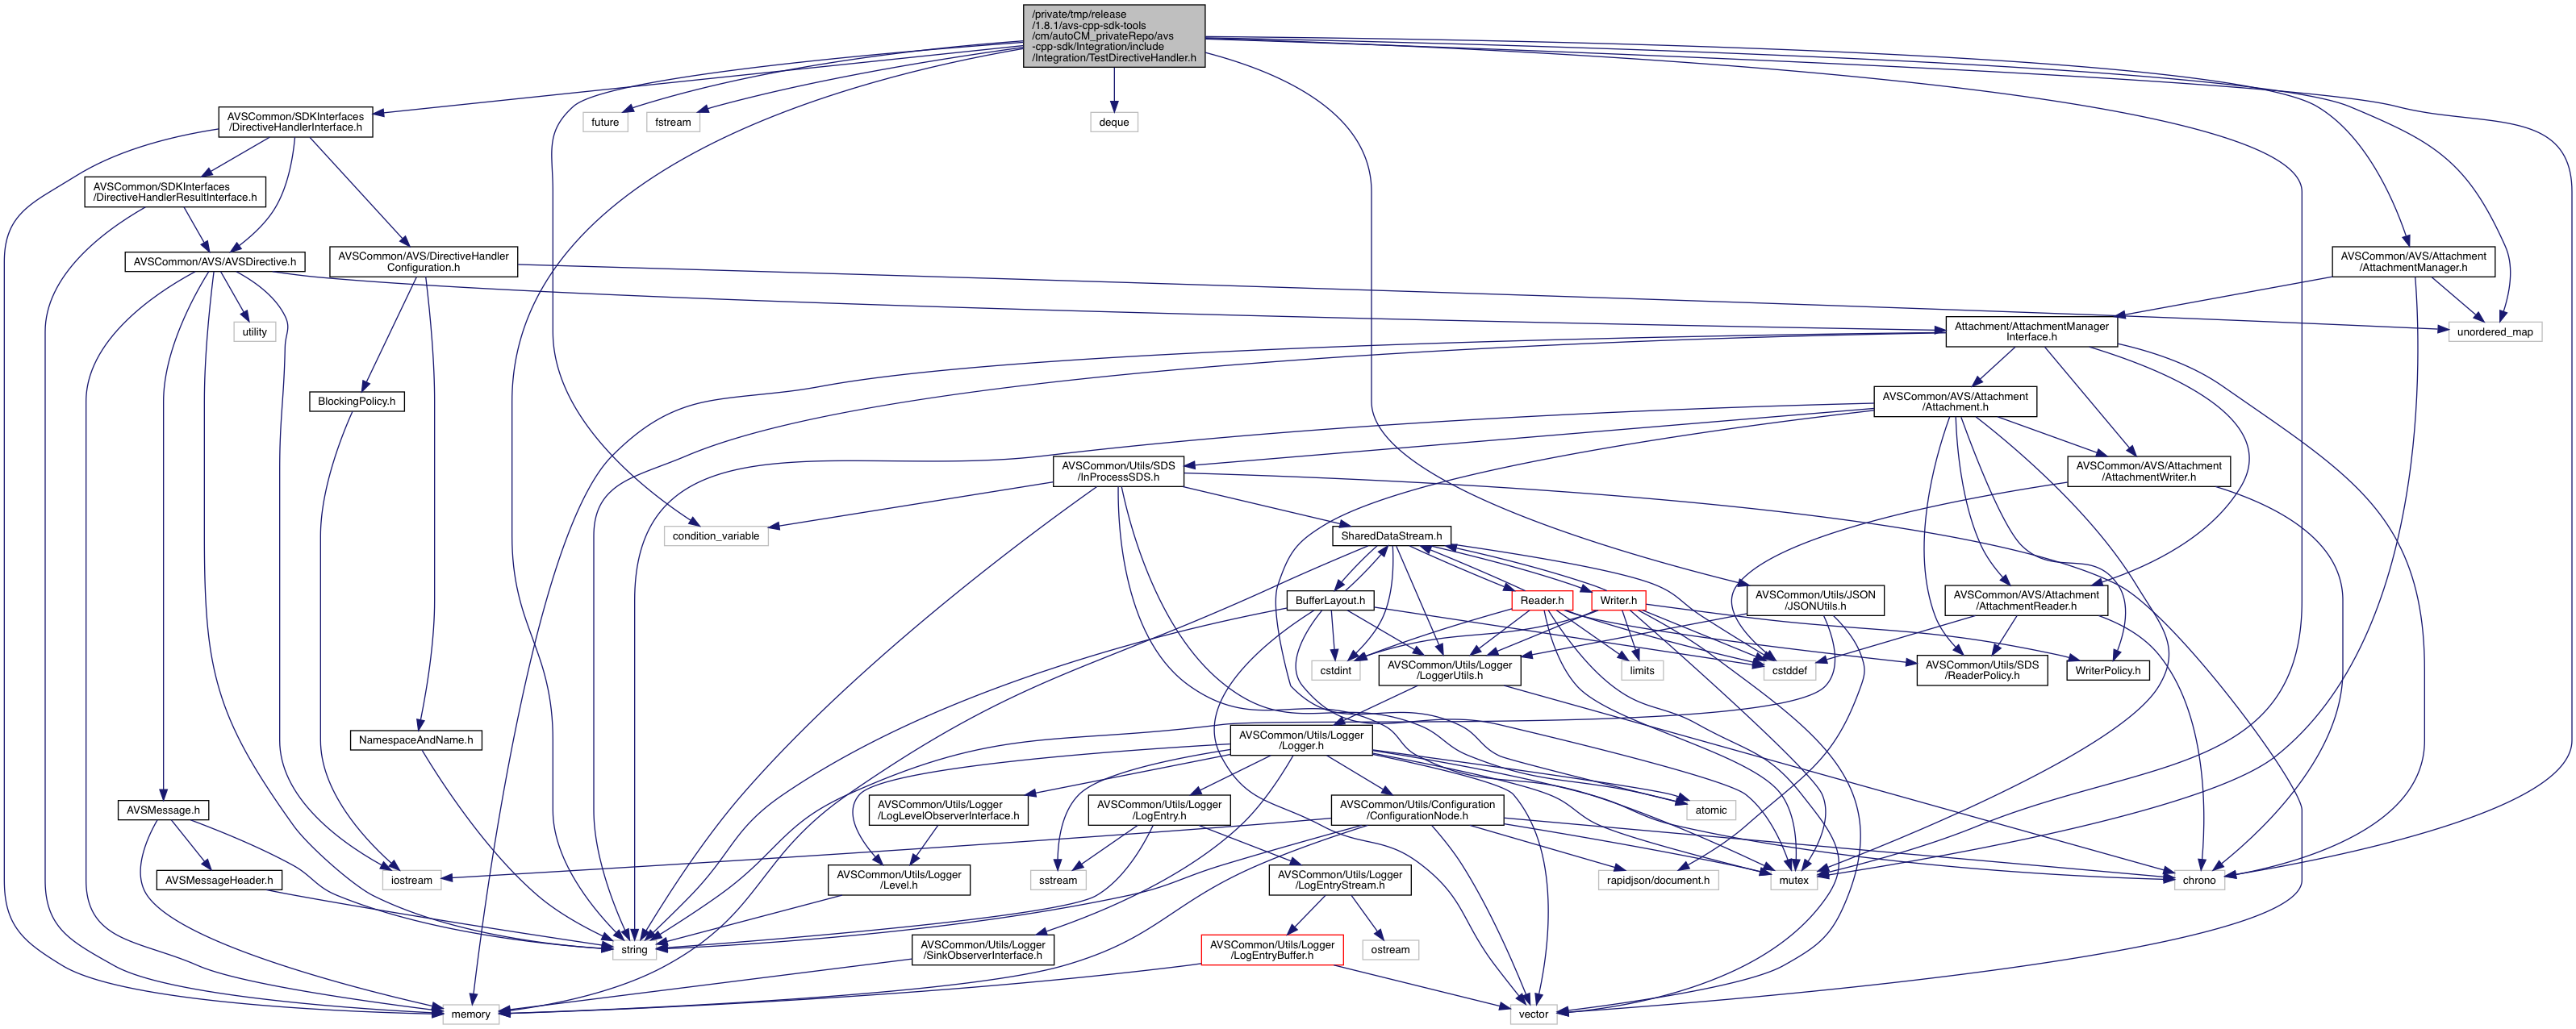 /private/tmp/release
/1.8.1/avs-cpp-sdk-tools
/cm/autoCM_privateRepo/avs
-cpp-sdk/Integration/include
/Integration/TestDirectiveHandler.h
AVSCommon/SDKInterfaces
/DirectiveHandlerInterface.h
future
fstream
deque
AVSCommon/SDKInterfaces
/DirectiveHandlerResultInterface.h
AVSCommon/AVS/AVSDirective.h
AVSCommon/AVS/DirectiveHandler
Configuration.h
AVSCommon/AVS/Attachment
/AttachmentManager.h
utility
Attachment/AttachmentManager
Interface.h
unordered_map
BlockingPolicy.h
AVSCommon/AVS/Attachment
/Attachment.h
AVSCommon/Utils/SDS
/InProcessSDS.h
AVSCommon/AVS/Attachment
/AttachmentWriter.h
condition_variable
SharedDataStream.h
BufferLayout.h
Reader.h
Writer.h
AVSCommon/Utils/JSON
/JSONUtils.h
AVSCommon/AVS/Attachment
/AttachmentReader.h
cstdint
AVSCommon/Utils/Logger
/LoggerUtils.h
limits
cstddef
AVSCommon/Utils/SDS
/ReaderPolicy.h
WriterPolicy.h
NamespaceAndName.h
AVSCommon/Utils/Logger
/Logger.h
AVSMessage.h
AVSCommon/Utils/Logger
/LogLevelObserverInterface.h
AVSCommon/Utils/Logger
/LogEntry.h
AVSCommon/Utils/Configuration
/ConfigurationNode.h
atomic
AVSMessageHeader.h
iostream
AVSCommon/Utils/Logger
/Level.h
sstream
AVSCommon/Utils/Logger
/LogEntryStream.h
rapidjson/document.h
mutex
chrono
string
AVSCommon/Utils/Logger
/SinkObserverInterface.h
AVSCommon/Utils/Logger
/LogEntryBuffer.h
ostream
memory
vector